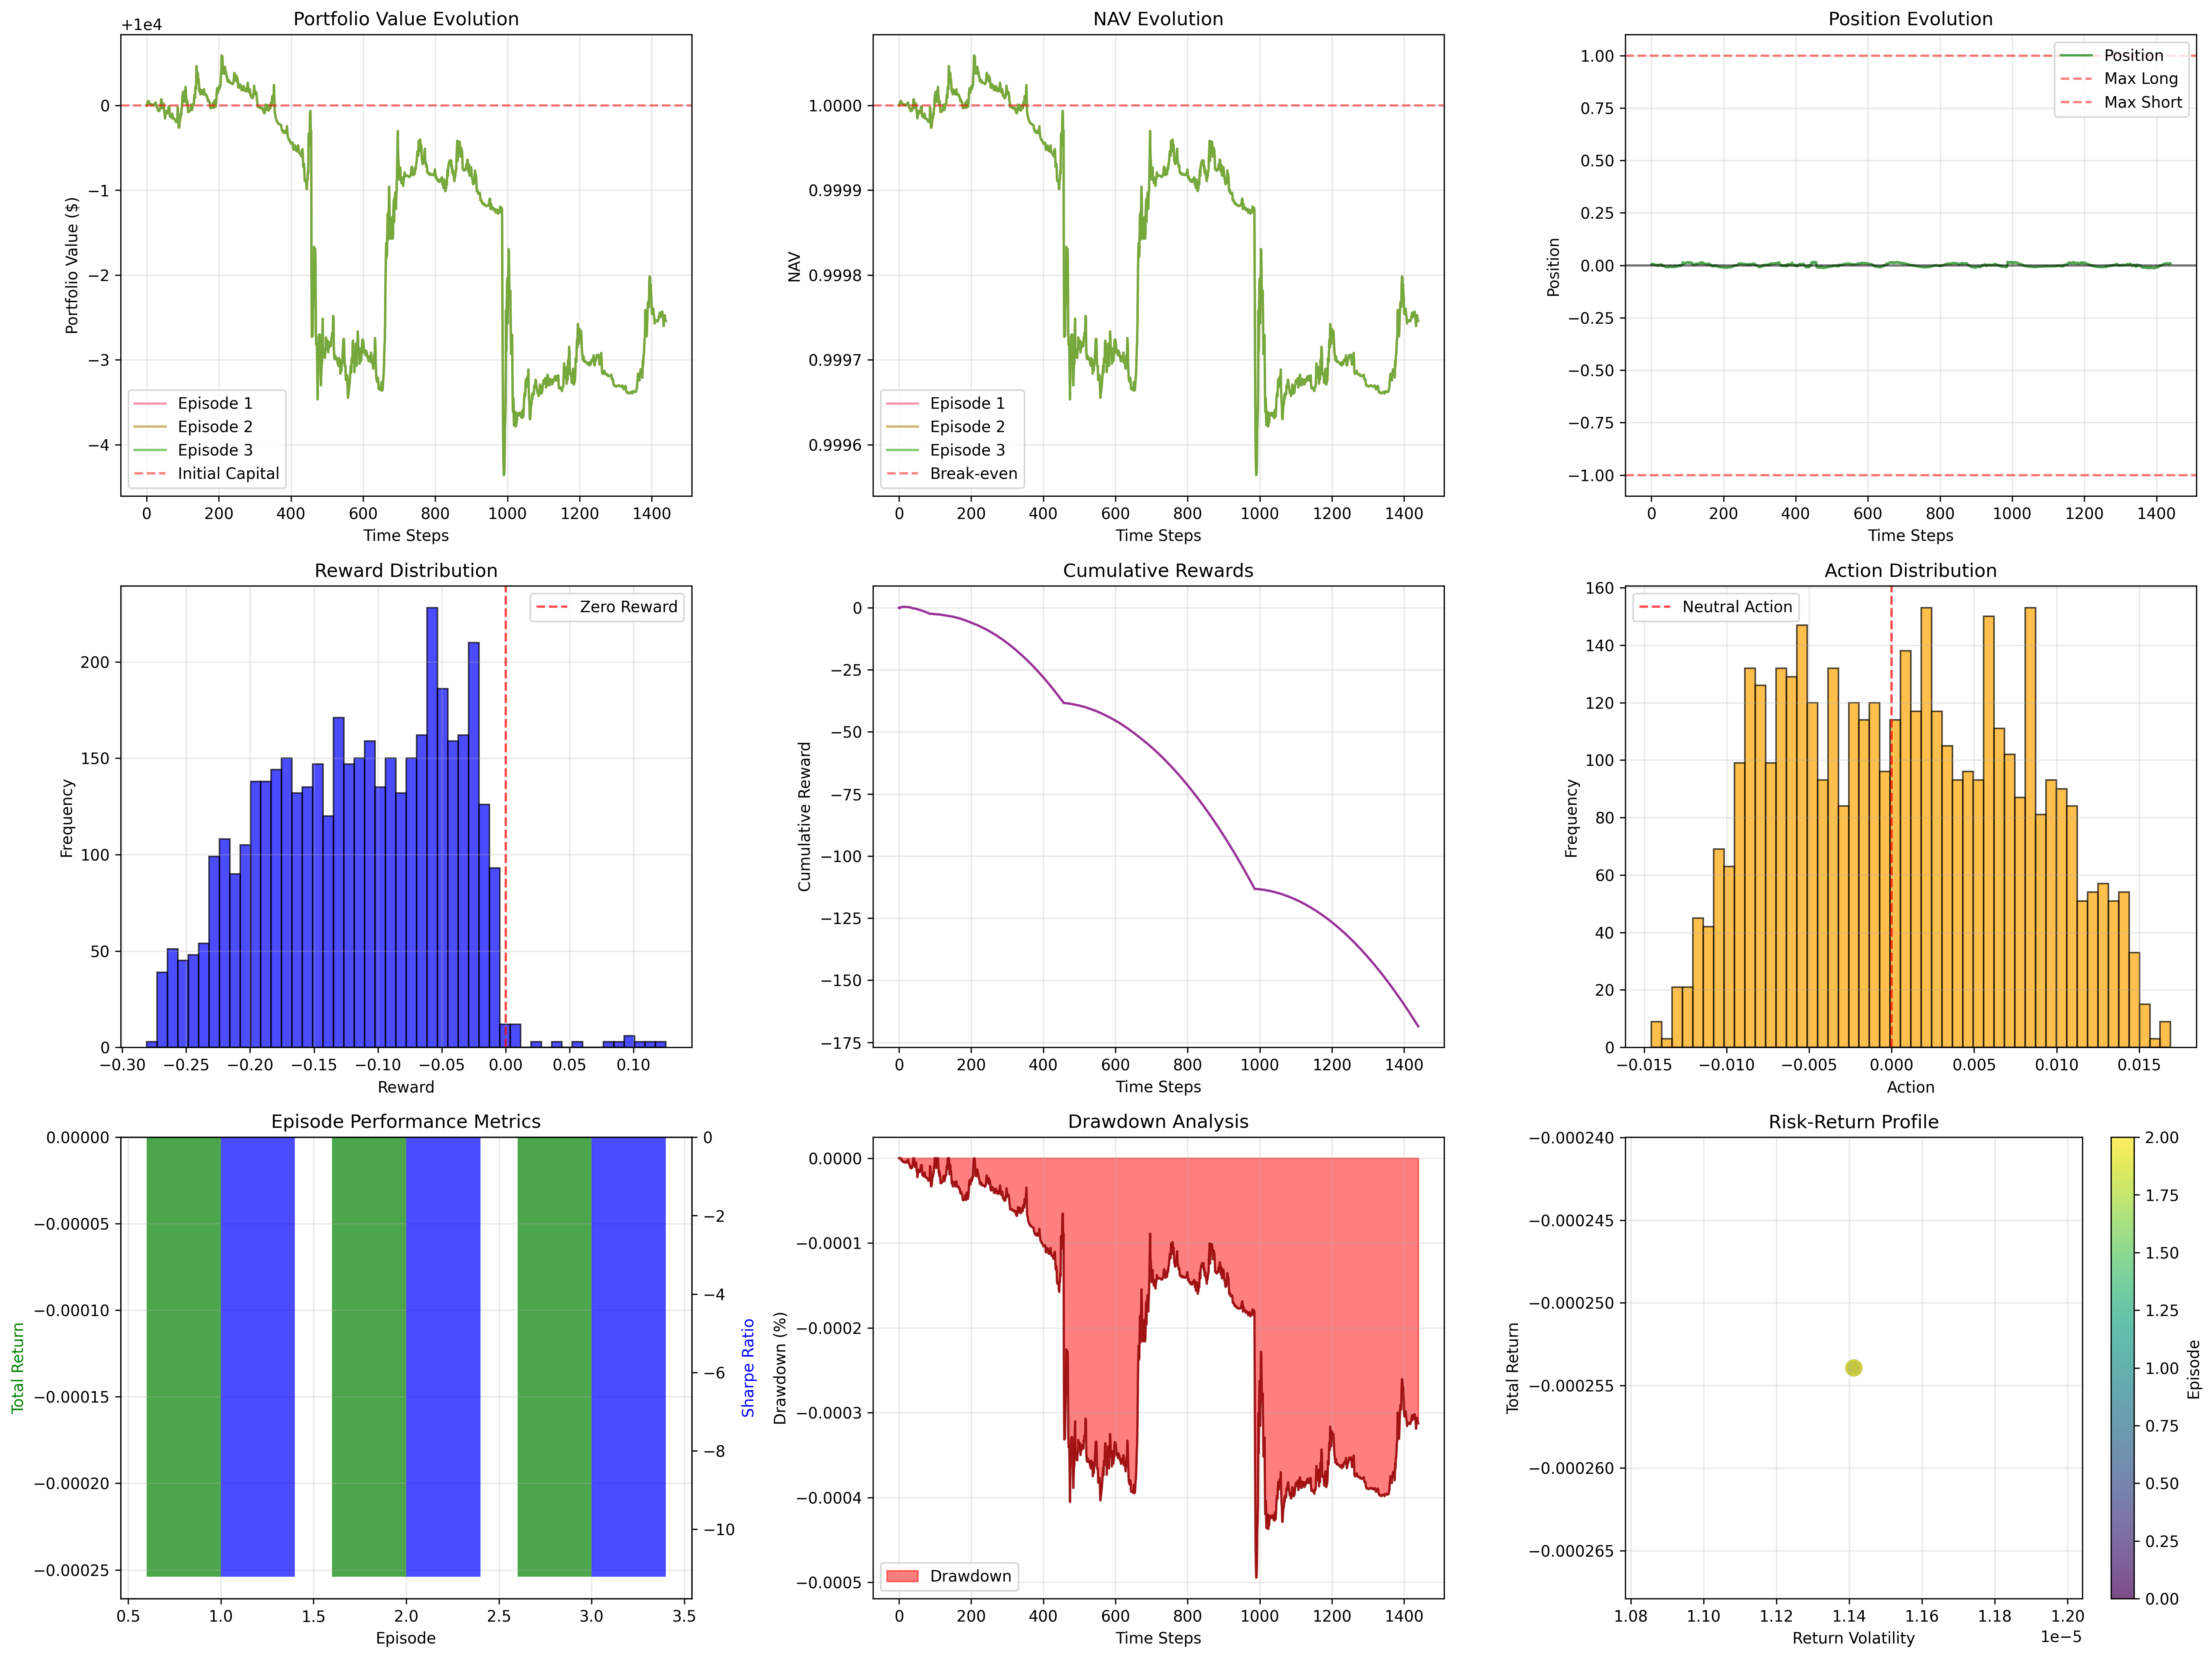 Portfolio Value Evolution
+1e4
0
−1
−2
−3
−4
Portfolio Value ($)
Episode 1
Episode 2
Episode 3
Initial Capital
0 200 400 600 800 1000 1200 1400
Time Steps
NAV Evolution
1.0000
0.9999
0.9998
0.9997
0.9996
NAV
Episode 1
Episode 2
Episode 3
Break-even
0 200 400 600 800 1000 1200 1400
Time Steps
Position Evolution
1.00
0.75
0.50
0.25
0.00
−0.25
−0.50
−0.75
−1.00
Position
Position
Max Long
Max Short
0 200 400 600 800 1000 1200 1400
Time Steps
Reward Distribution
Zero Reward
200
150
100
50
0
Frequency
−0.30 −0.25 −0.20 −0.15 −0.10 −0.05 0.00 0.05 0.10
Reward
Cumulative Rewards
0
−25
−50
−75
−100
−125
−150
−175
Cumulative Reward
0 200 400 600 800 1000 1200 1400
Time Steps
Action Distribution
Neutral Action
160
140
120
100
80
60
40
20
0
Frequency
−0.015 −0.010 −0.005 0.000 0.005 0.010 0.015
Action
Episode Performance Metrics
0.00000
−0.00005
−0.00010
−0.00015
−0.00020
−0.00025
Total Return
0
−2
−4
−6
−8
−10
Sharpe Ratio
0.5 1.0 1.5 2.0 2.5 3.0 3.5
Episode
Drawdown Analysis
0.0000
−0.0001
−0.0002
−0.0003
−0.0004
−0.0005
Drawdown (%)
Drawdown
0 200 400 600 800 1000 1200 1400
Time Steps
Risk-Return Profile
−0.000240
−0.000245
−0.000250
−0.000255
−0.000260
−0.000265
Total Return
1.08 1.10 1.12 1.14 1.16 1.18 1.20
1e−5
Return Volatility
2.00
1.75
1.50
1.25
1.00
0.75
0.50
0.25
0.00
Episode